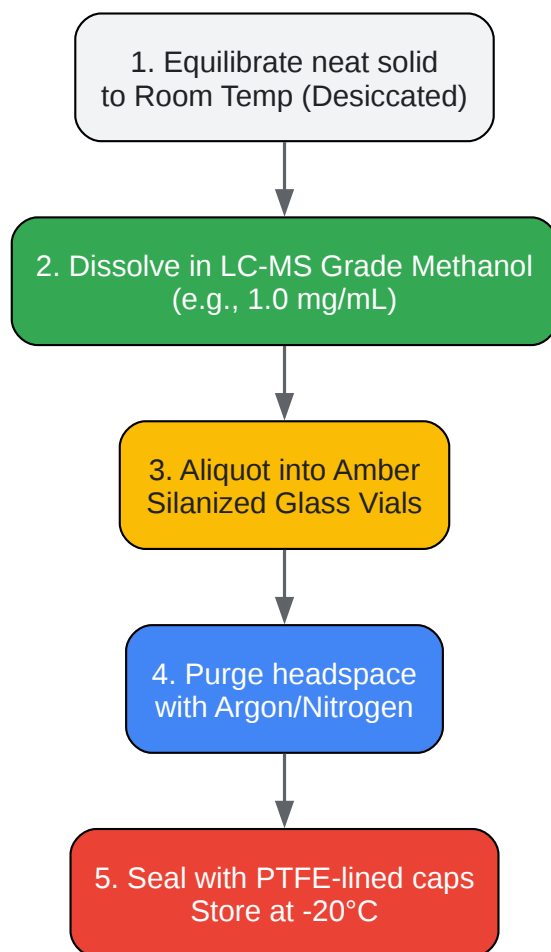 1. Equilibrate neat solid
to Room Temp (Desiccated)
2. Dissolve in LC-MS Grade Methanol
(e.g., 1.0 mg/mL)
3. Aliquot into Amber
Silanized Glass Vials
4. Purge headspace
with Argon/Nitrogen
5. Seal with PTFE-lined caps
Store at -20°C